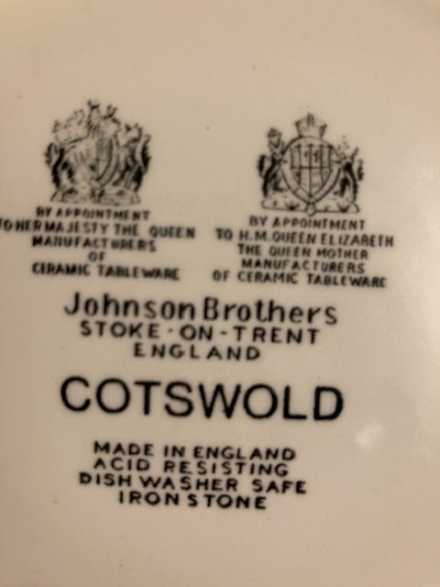 BY APPOINTMENT
TO HER MAJESTY THE QUEEN
MANUFACTURERS
OF
CERAMIC TABLEWARE
BY APPOINTMENT
TO H.M. QUEEN ELIZABETH
THE QUEEN MOTHER
MANUFACTURERS
OF CERAMIC TABLEWARE
Johnson Brothers
STOKE-ON-TRENT
ENGLAND
COTSWOLD
MADE IN ENGLAND
ACID RESISTING
DISH WASHER SAFE
IRONSTONE